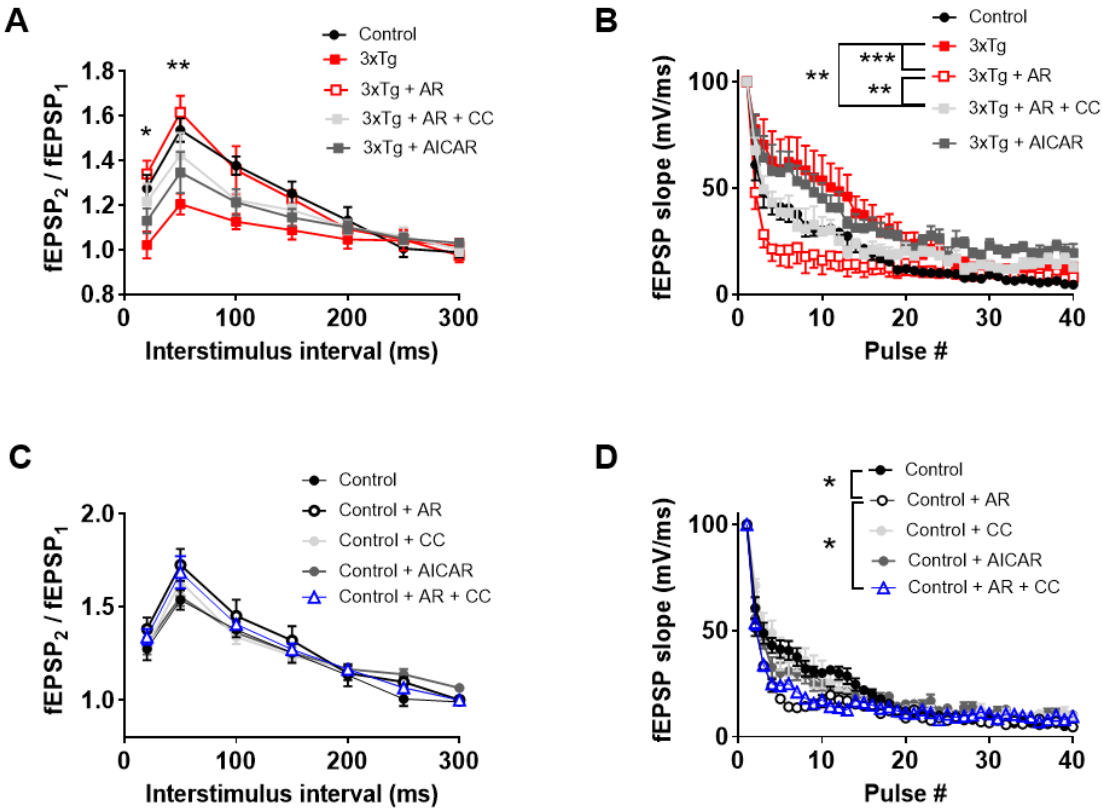 A
Control
3xTg
3xTg + AR
3xTg + AR + CC
3xTg + AICAR
**
*
fEPSP2 / fEPSP1
1.8
1.6
1.4
1.2
1.0
0.8
0 100 200 300
Interstimulus interval (ms)
B
Control
3xTg
3xTg + AR
3xTg + AR + CC
3xTg + AICAR
***
**
**
fEPSP slope (mV/ms)
100
50
0
0 10 20 30 40
Pulse #
C
Control
Control + AR
Control + CC
Control + AICAR
Control + AR + CC
fEPSP2 / fEPSP1
2.0
1.5
1.0
0 100 200 300
Interstimulus interval (ms)
D
Control
Control + AR
Control + CC
Control + AICAR
Control + AR + CC
*
*
fEPSP slope (mV/ms)
100
50
0
0 10 20 30 40
Pulse #